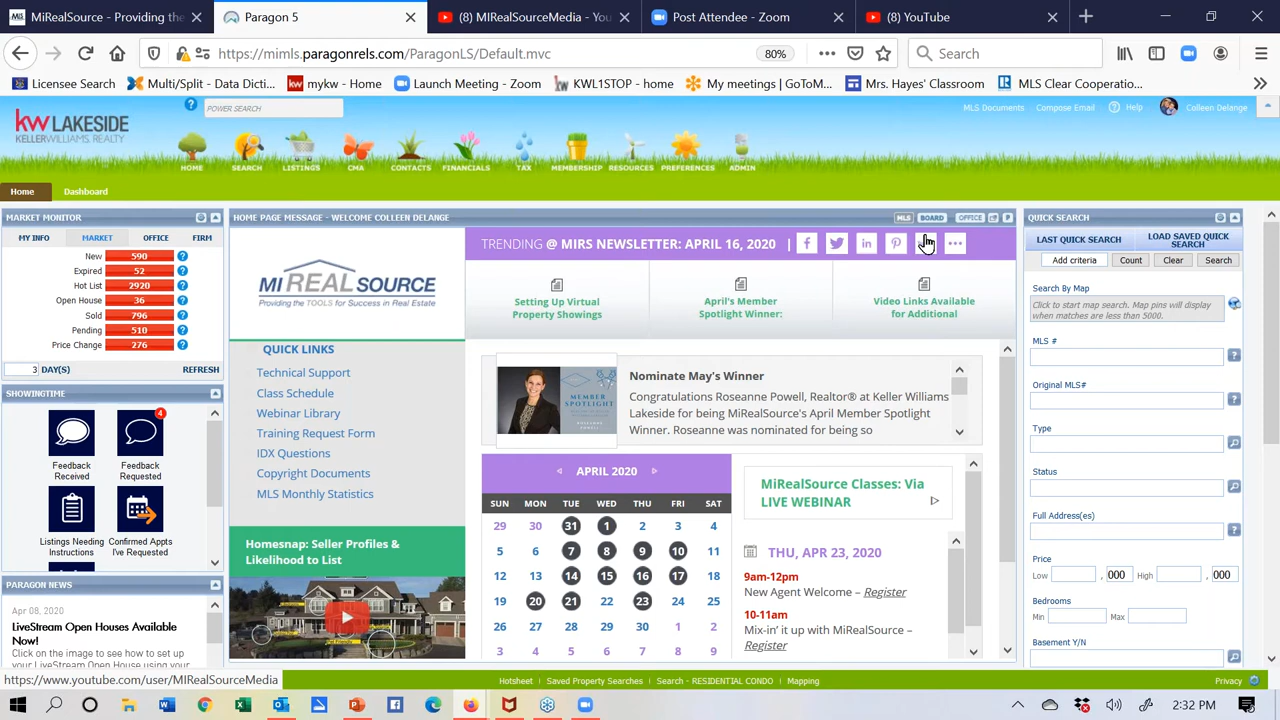 MiRealSource - Providing the
Paragon 5
(8) MIRealSourceMedia - You
Post Attendee - Zoom
(8) YouTube
https://mimls.paragonrels.com/ParagonLS/Default.mvc
80%
Search
Licensee Search
Multi/Split - Data Dicti...
mykw - Home
Launch Meeting - Zoom
KWL1STOP - home
My meetings | GoToM...
Mrs. Hayes' Classroom
MLS Clear Cooperatio...
kw LAKESIDE
KELLERWILLIAMS REALTY
POWER SEARCH
MLS Documents
Compose Email
Help
Colleen Delange
HOME
SEARCH
LISTINGS
CMA
CONTACTS
FINANCIALS
TAX
MEMBERSHIP
RESOURCES
PREFERENCES
ADMIN
Home
Dashboard
MARKET MONITOR
MY INFO
MARKET
OFFICE
FIRM
New 590
Expired 52
Hot List 2920
Open House 36
Sold 796
Pending 510
Price Change 276
3 DAY(S)
REFRESH
SHOWINGTIME
4
Feedback Received
Feedback Requested
Listings Needing Instructions
Confirmed Appts I've Requested
PARAGON NEWS
Apr 08, 2020
LiveStream Open Houses Available
Now!
Click on the image to see how to set up
your LiveStream Open House using your
https://www.youtube.com/user/MIRealSourceMedia
HOME PAGE MESSAGE - WELCOME COLLEEN DELANGE
MLS
BOARD
OFFICE
MI REAL SOURCE
Providing the TOOLS for Success in Real Estate
TRENDING @ MIRS NEWSLETTER: APRIL 16, 2020 |
Setting Up Virtual
Property Showings
April's Member
Spotlight Winner:
Video Links Available
for Additional
QUICK LINKS
Technical Support
Class Schedule
Webinar Library
Training Request Form
IDX Questions
Copyright Documents
MLS Monthly Statistics
Homesnap: Seller Profiles &
Likelihood to List
MEMBER
SPOTLIGHT
Nominate May's Winner
Congratulations Roseanne Powell, Realtor® at Keller Williams
Lakeside for being MiRealSource's April Member Spotlight
Winner. Roseanne was nominated for being so
APRIL 2020
SUN MON TUE WED THU FRI SAT
29 30 31 1 2 3 4
5 6 7 8 9 10 11
12 13 14 15 16 17 18
19 20 21 22 23 24 25
26 27 28 29 30 1 2
3 4 5 6 7 8 9
MiRealSource Classes: Via
LIVE WEBINAR
THU, APR 23, 2020
9am-12pm
New Agent Welcome – Register
10-11am
Mix-in' it up with MiRealSource –
Register
QUICK SEARCH
LAST QUICK SEARCH
LOAD SAVED QUICK SEARCH
Add criteria
Count
Clear
Search
Search By Map
Click to start map search. Map pins will display
when matches are less than 5000.
MLS #
Original MLS#
Type
Status
Full Address(es)
Price
Low , 000 High , 000
Bedrooms
Min Max
Basement Y/N
Hotsheet
Saved Property Searches
Search - RESIDENTIAL CONDO
Mapping
Privacy
2:32 PM